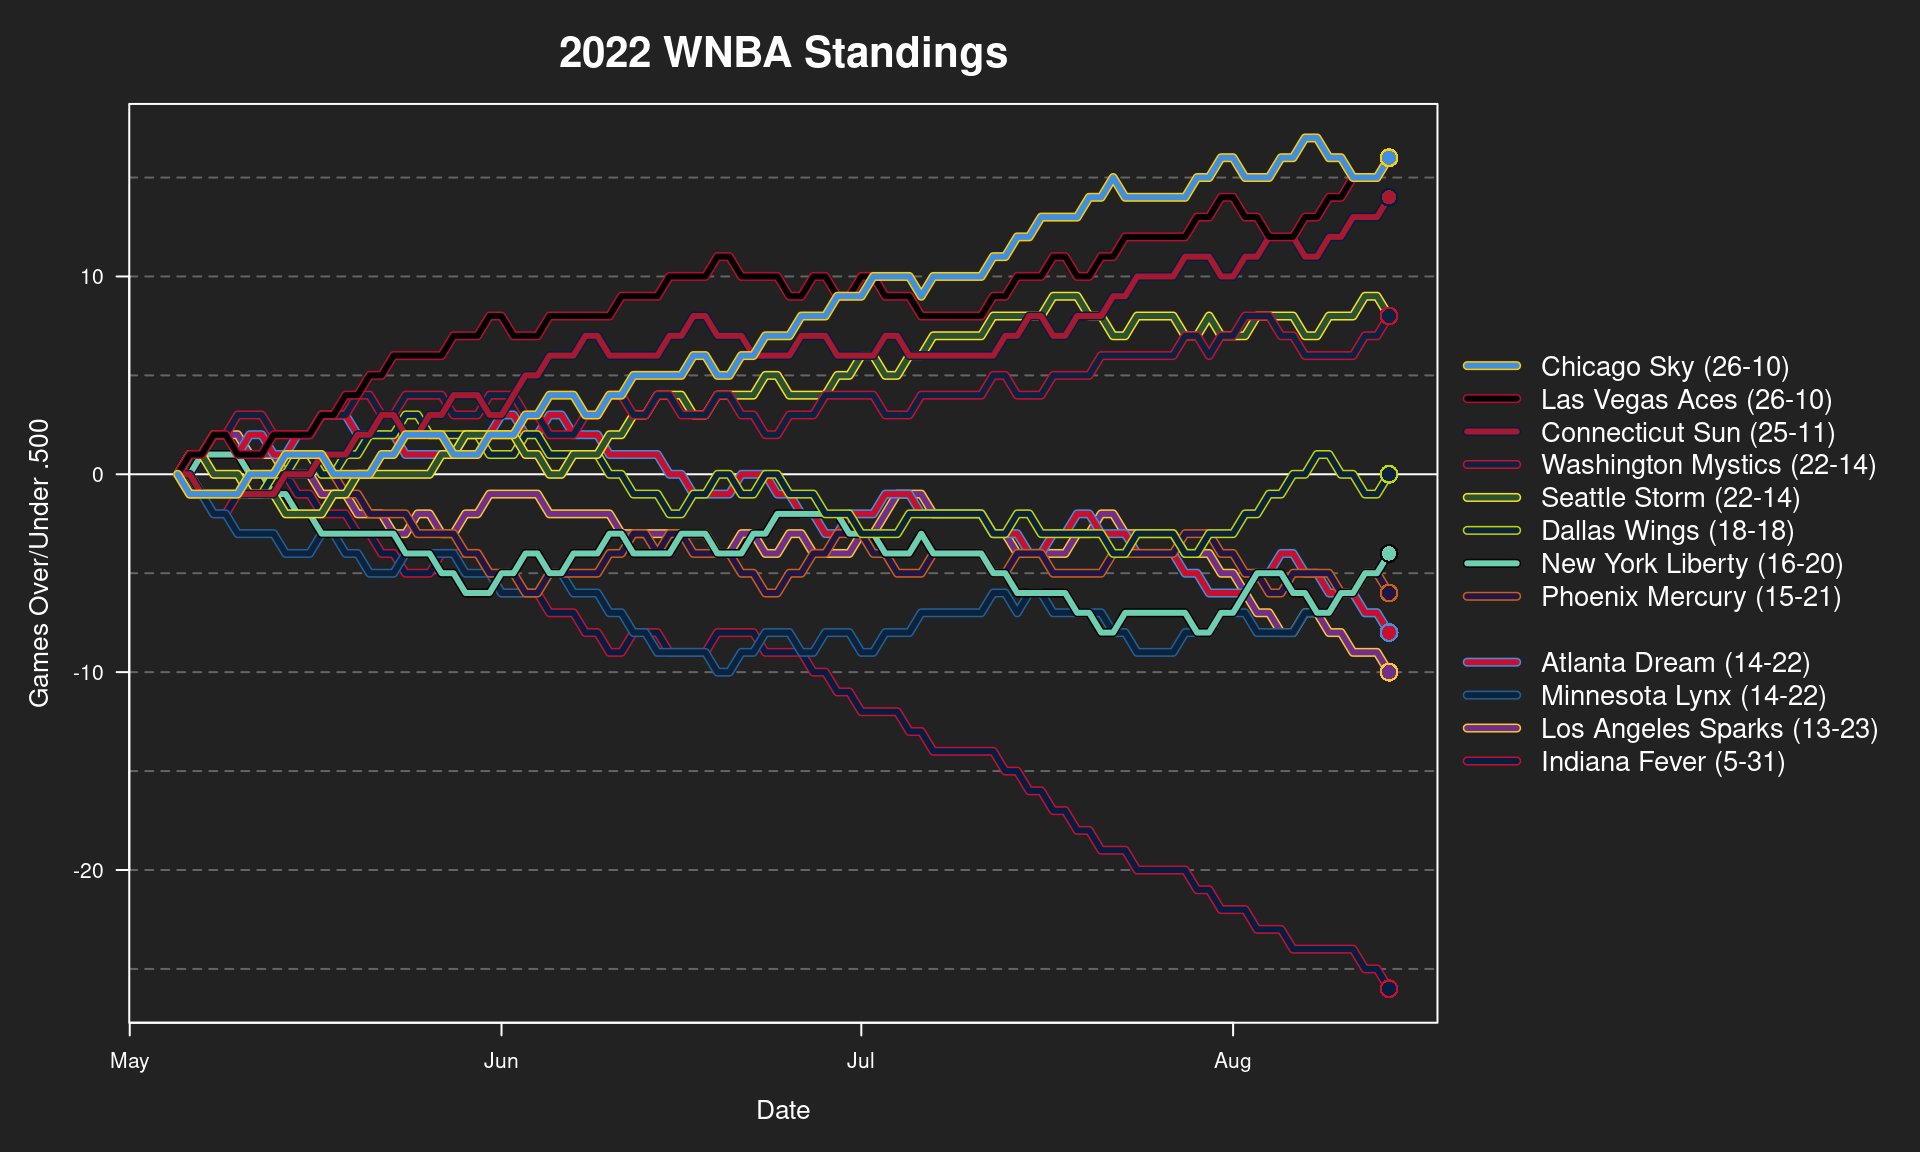 2022 WNBA Standings
Games Over/Under .500
10
0
-10
-20
May
Jun
Jul
Aug
Date
Chicago Sky (26-10)
Las Vegas Aces (26-10)
Connecticut Sun (25-11)
Washington Mystics (22-14)
Seattle Storm (22-14)
Dallas Wings (18-18)
New York Liberty (16-20)
Phoenix Mercury (15-21)
Atlanta Dream (14-22)
Minnesota Lynx (14-22)
Los Angeles Sparks (13-23)
Indiana Fever (5-31)